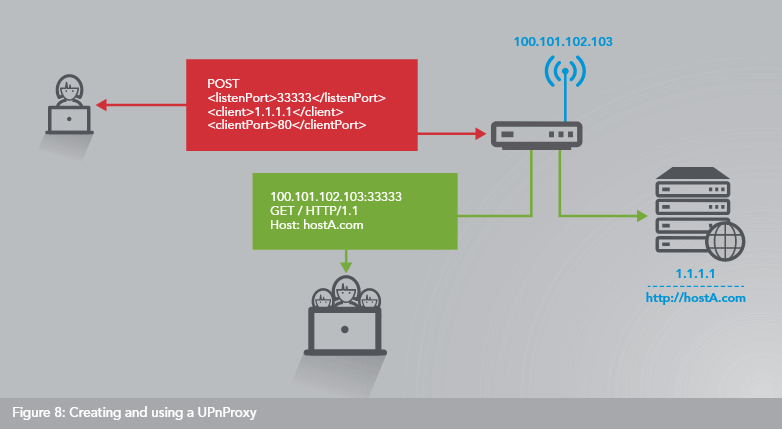 100.101.102.103
POST
<listenPort>33333</listenPort>
<client>1.1.1.1</client>
<clientPort>80</clientPort>
100.101.102.103:33333
GET / HTTP/1.1
Host: hostA.com
1.1.1.1
http://hostA.com
Figure 8: Creating and using a UPnProxy